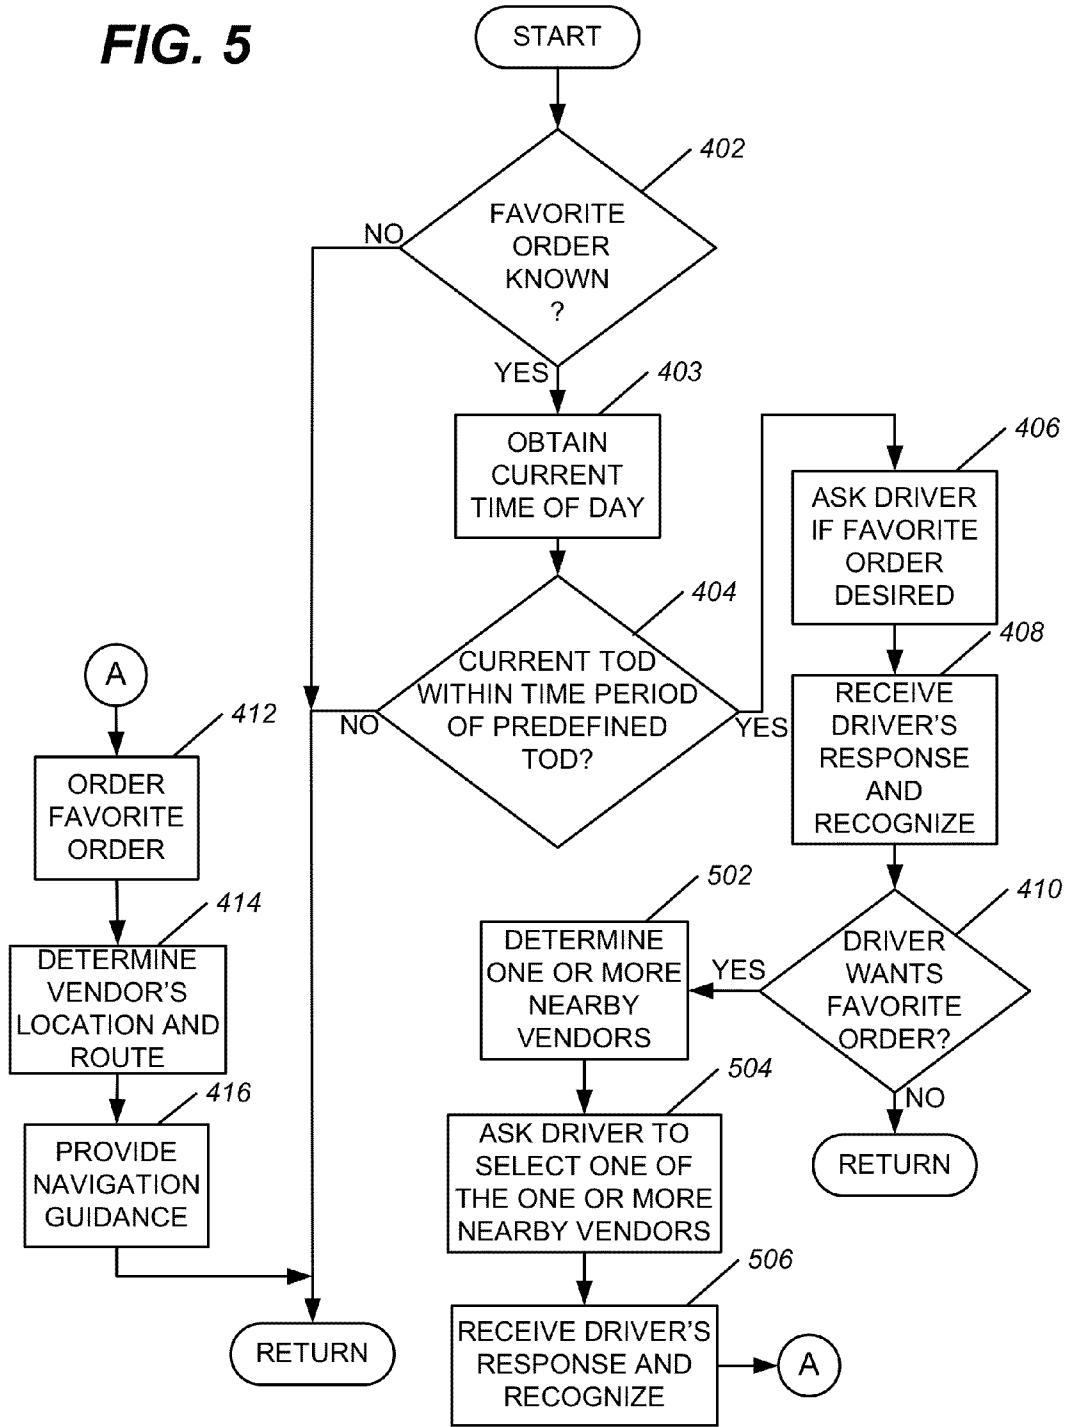 FIG. 5
START
402
FAVORITE
ORDER
KNOWN
?
NO
YES
403
OBTAIN
CURRENT
TIME OF DAY
404
CURRENT TOD
WITHIN TIME PERIOD
OF PREDEFINED
TOD?
NO
YES
406
ASK DRIVER
IF FAVORITE
ORDER
DESIRED
408
RECEIVE
DRIVER'S
RESPONSE
AND
RECOGNIZE
410
DRIVER
WANTS
FAVORITE
ORDER?
YES
NO
RETURN
502
DETERMINE
ONE OR MORE
NEARBY
VENDORS
504
ASK DRIVER TO
SELECT ONE OF
THE ONE OR MORE
NEARBY VENDORS
506
RECEIVE DRIVER'S
RESPONSE AND
RECOGNIZE
A
A
412
ORDER
FAVORITE
ORDER
414
DETERMINE
VENDOR'S
LOCATION AND
ROUTE
416
PROVIDE
NAVIGATION
GUIDANCE
RETURN